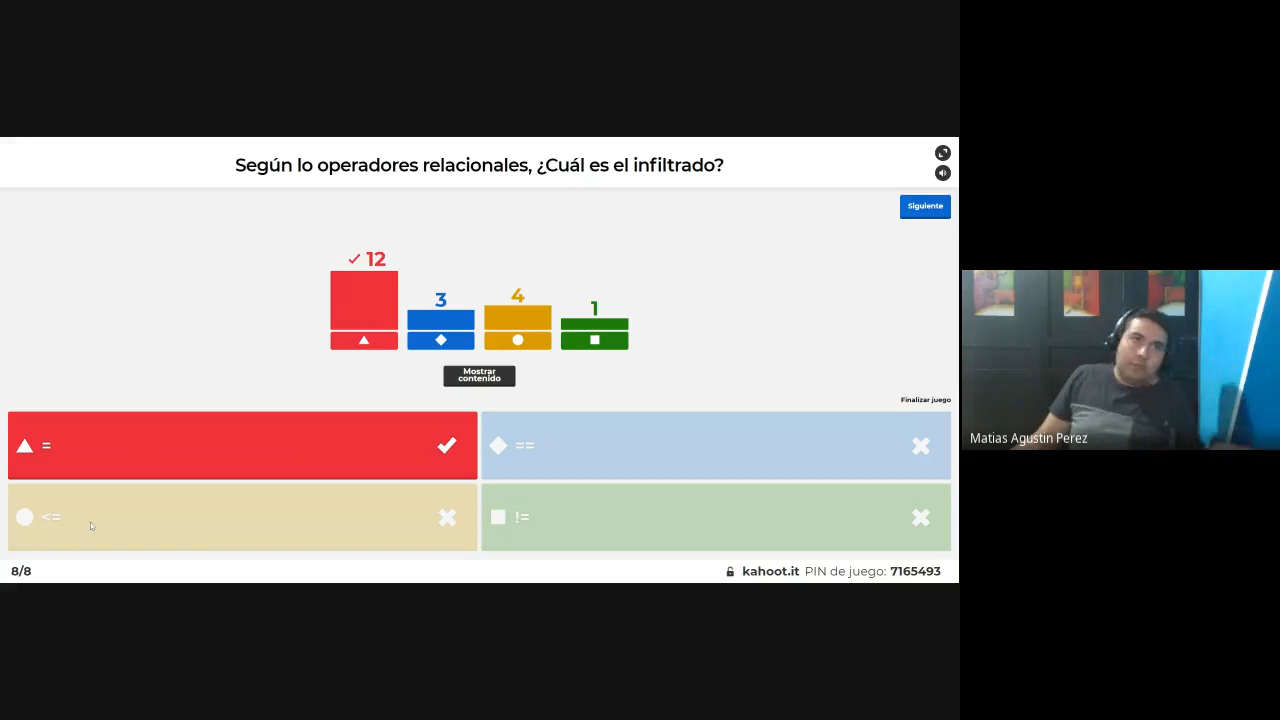 Según lo operadores relacionales, ¿Cuál es el infiltrado?
Siguiente
12
3
4
1
Mostrar
contenido
Finalizar juego
=
==
<=
!=
8/8
kahoot.it PIN de juego: 7165493
Matias Agustin Perez